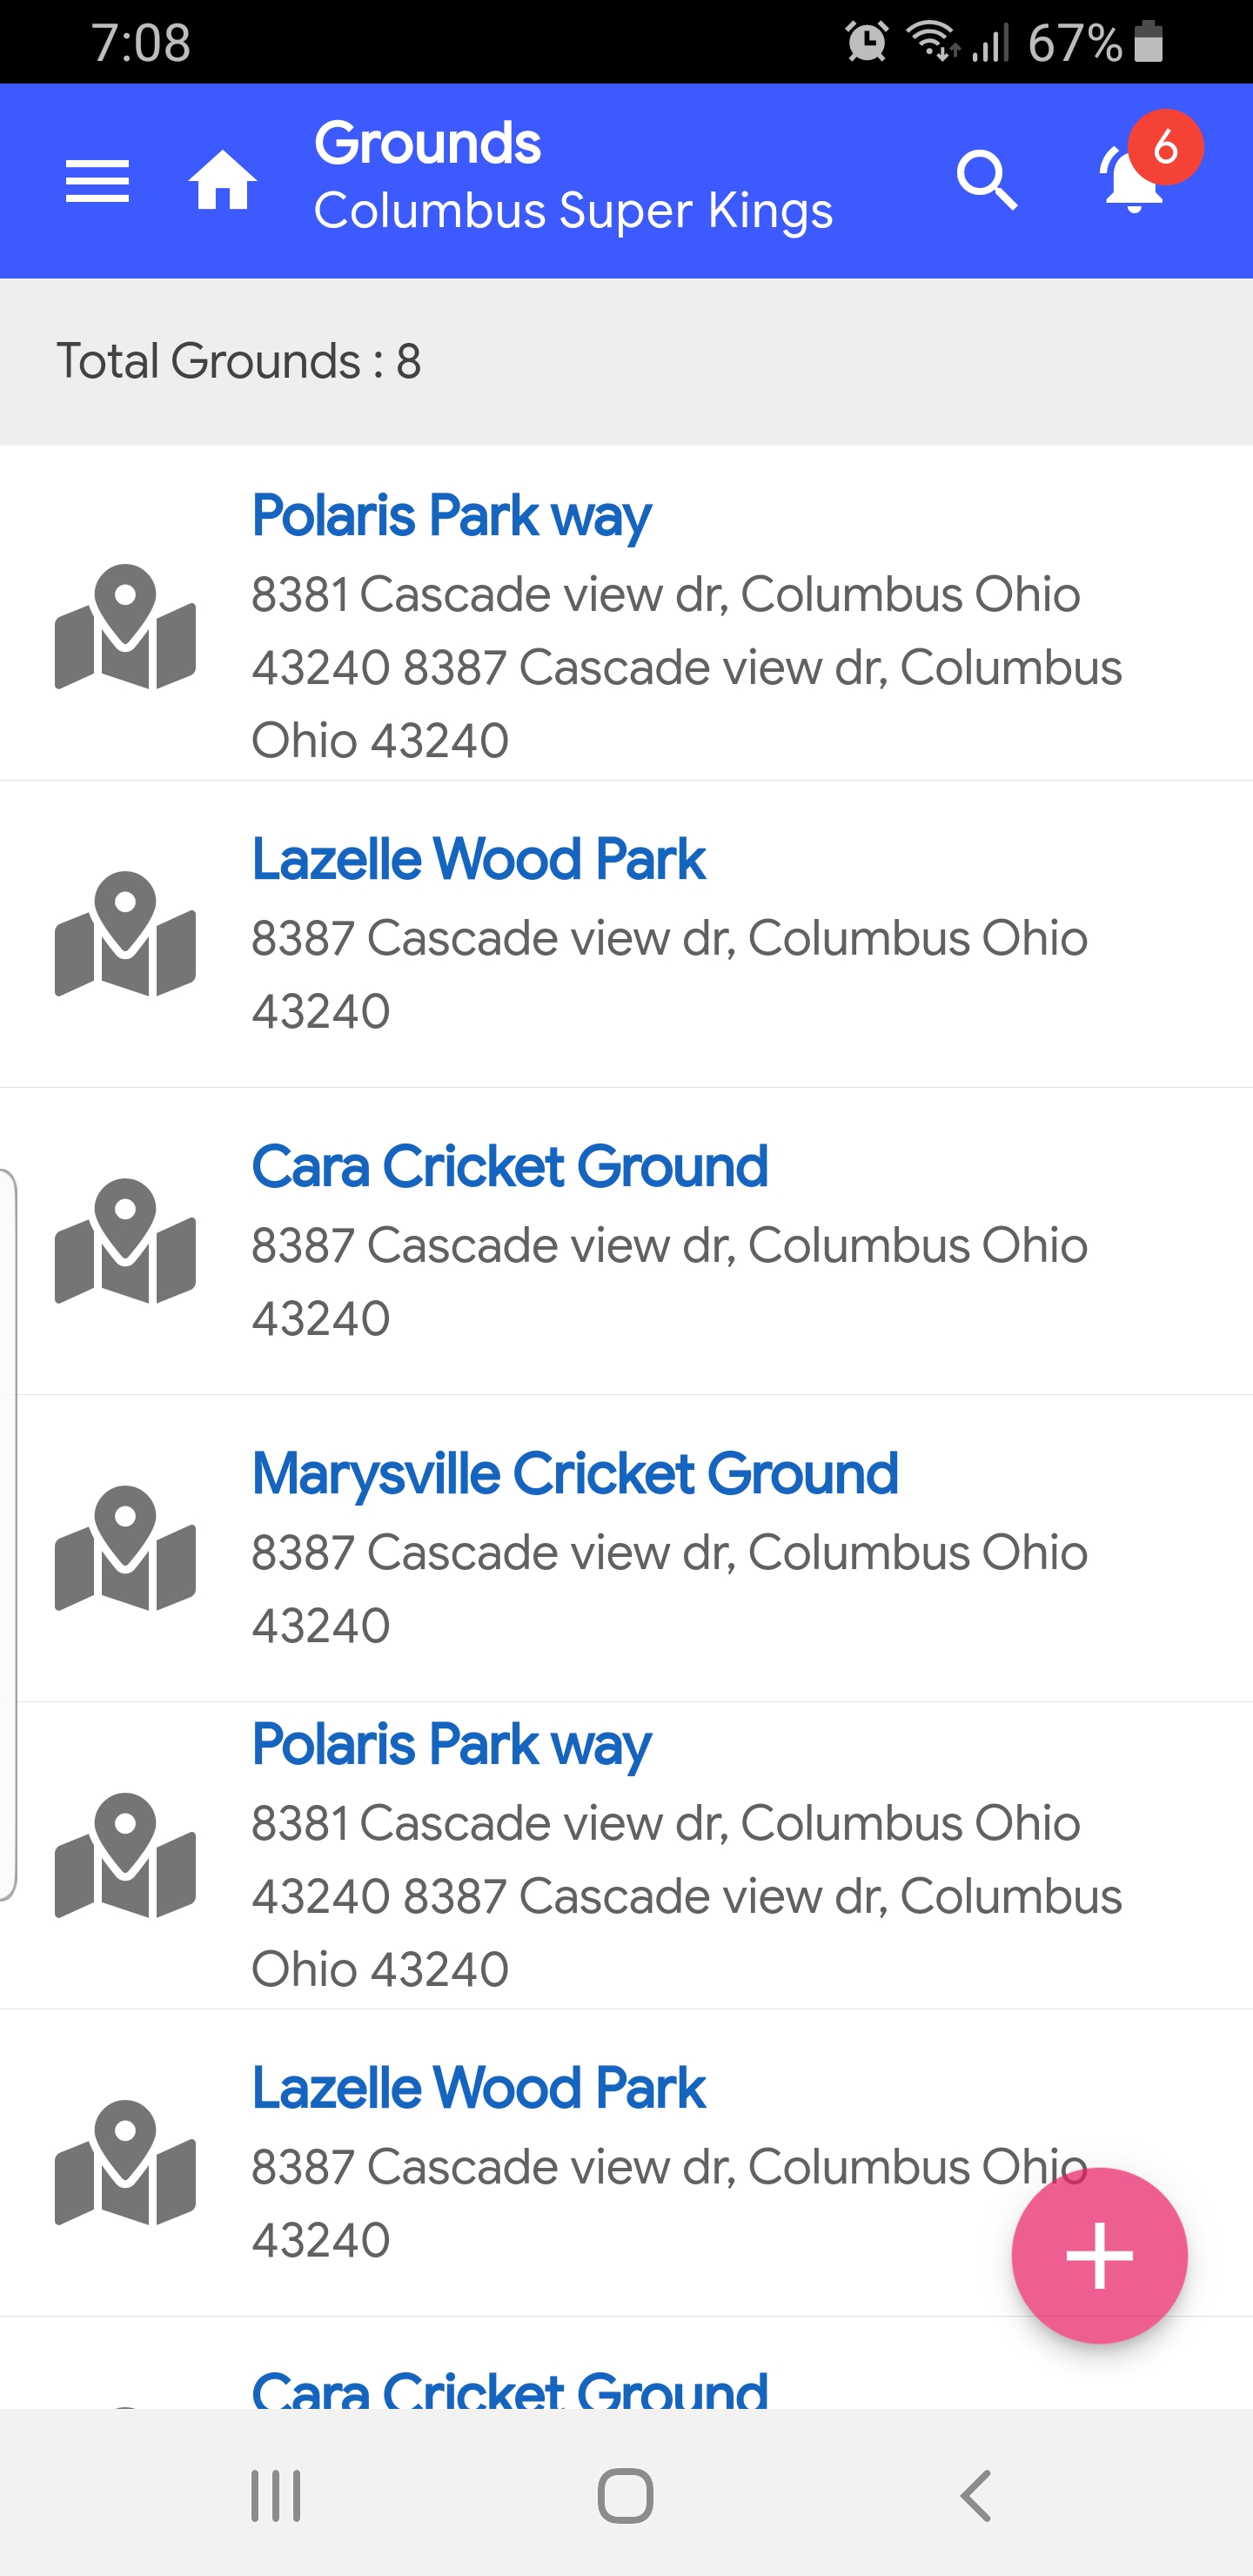 7:08
67%
Grounds
6
Columbus Super Kings
Total Grounds : 8
Polaris Park way
8381 Cascade view dr, Columbus Ohio
43240 8387 Cascade view dr, Columbus
Ohio 43240
Lazelle Wood Park
8387 Cascade view dr, Columbus Ohio
43240
Cara Cricket Ground
8387 Cascade view dr, Columbus Ohio
43240
Marysville Cricket Ground
8387 Cascade view dr, Columbus Ohio
43240
Polaris Park way
8381 Cascade view dr, Columbus Ohio
43240 8387 Cascade view dr, Columbus
Ohio 43240
Lazelle Wood Park
8387 Cascade view dr, Columbus Ohio
43240
Cara Cricket Ground